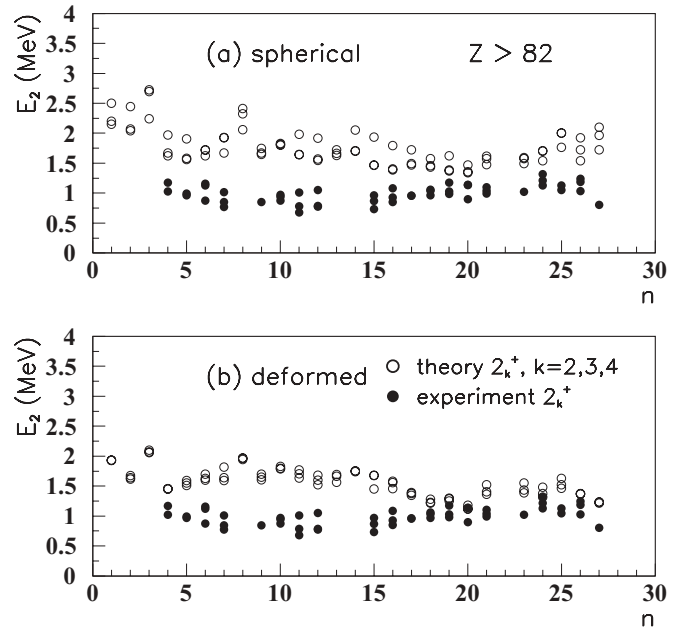 4
3.5
3
2.5
2
1.5
1
0.5
0
E₂ (MeV)
(a) spherical
Z > 82
0 5 10 15 20 25 30
n
4
3.5
3
2.5
2
1.5
1
0.5
0
E₂ (MeV)
(b) deformed
theory 2ₖ⁺, k=2,3,4
experiment 2ₖ⁺
0 5 10 15 20 25 30
n